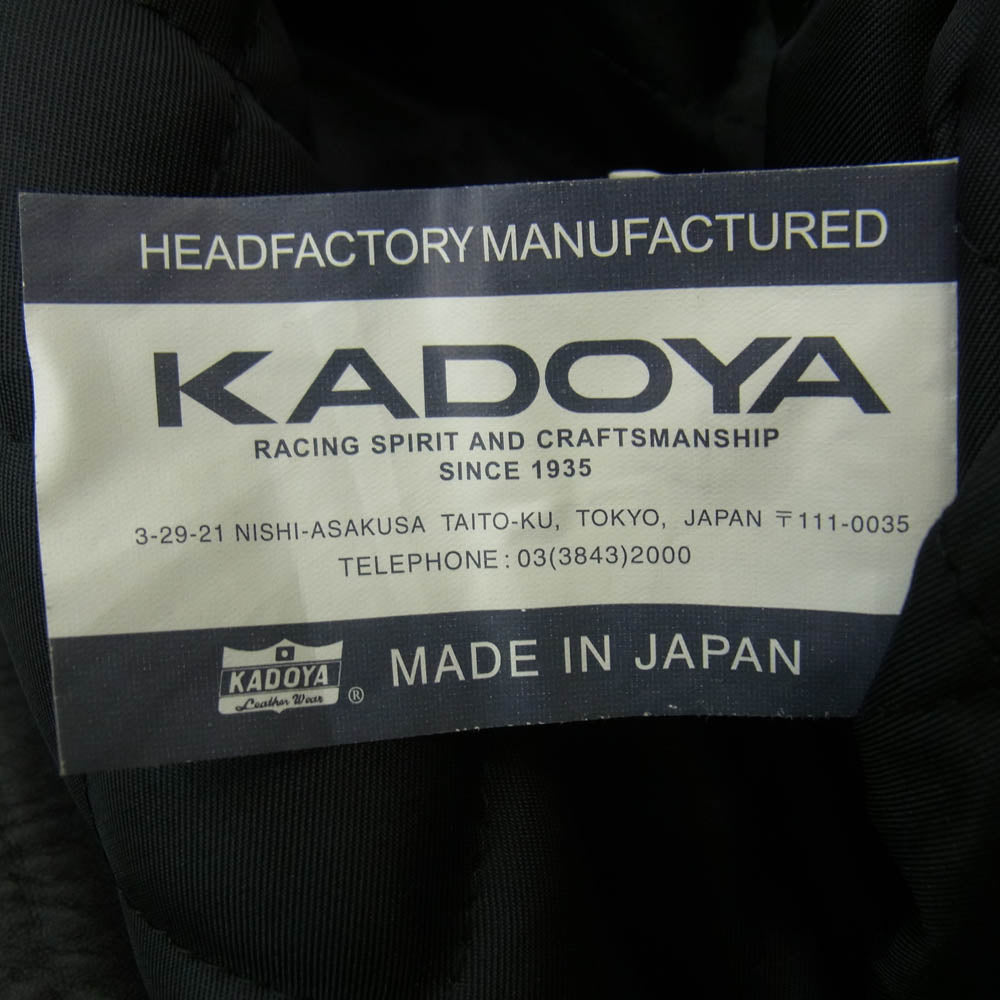 HEADFACTORY MANUFACTURED
KADOYA
RACING SPIRIT AND CRAFTSMANSHIP
SINCE 1935
3-29-21 NISHI-ASAKUSA TAITO-KU, TOKYO, JAPAN 〒111-0035
TELEPHONE : 03(3843)2000
KADOYA
Leather Wear ®
MADE IN JAPAN